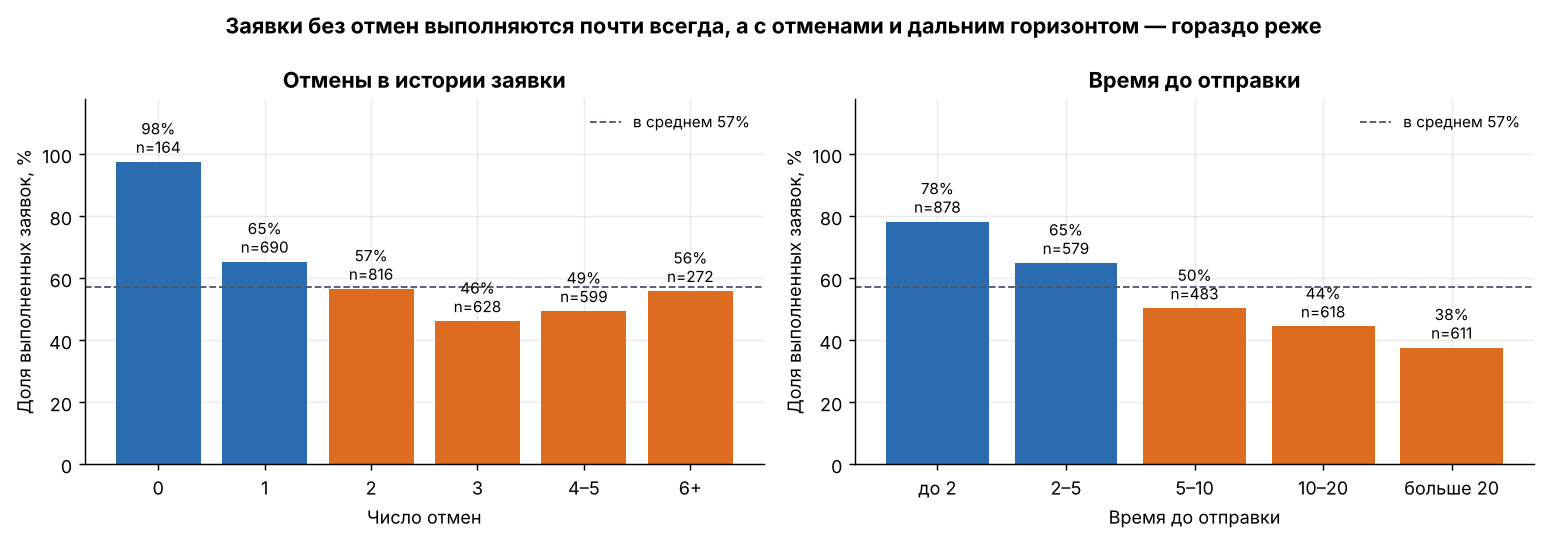 Заявки без отмен выполняются почти всегда, а с отменами и дальним горизонтом — гораздо реже
Отмены в истории заявки
в среднем 57%
Доля выполненных заявок, %
100
80
60
40
20
0
98%
n=164
65%
n=690
57%
n=816
46%
n=628
49%
n=599
56%
n=272
0
1
2
3
4–5
6+
Число отмен
Время до отправки
в среднем 57%
Доля выполненных заявок, %
100
80
60
40
20
0
78%
n=878
65%
n=579
50%
n=483
44%
n=618
38%
n=611
до 2
2–5
5–10
10–20
больше 20
Время до отправки